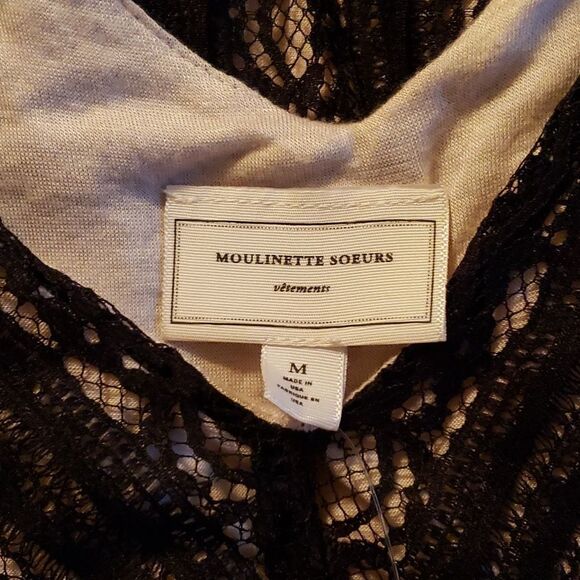 MOULINETTE SOEURS
vêtements
M
MADE IN
USA
FABRIQUE EN
USA